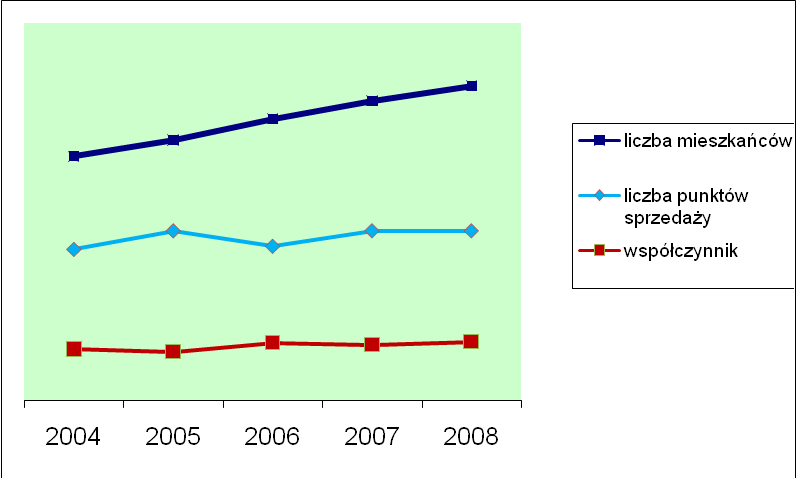 liczba mieszkańców
liczba punktów
sprzedaży
współczynnik
2004 2005 2006 2007 2008